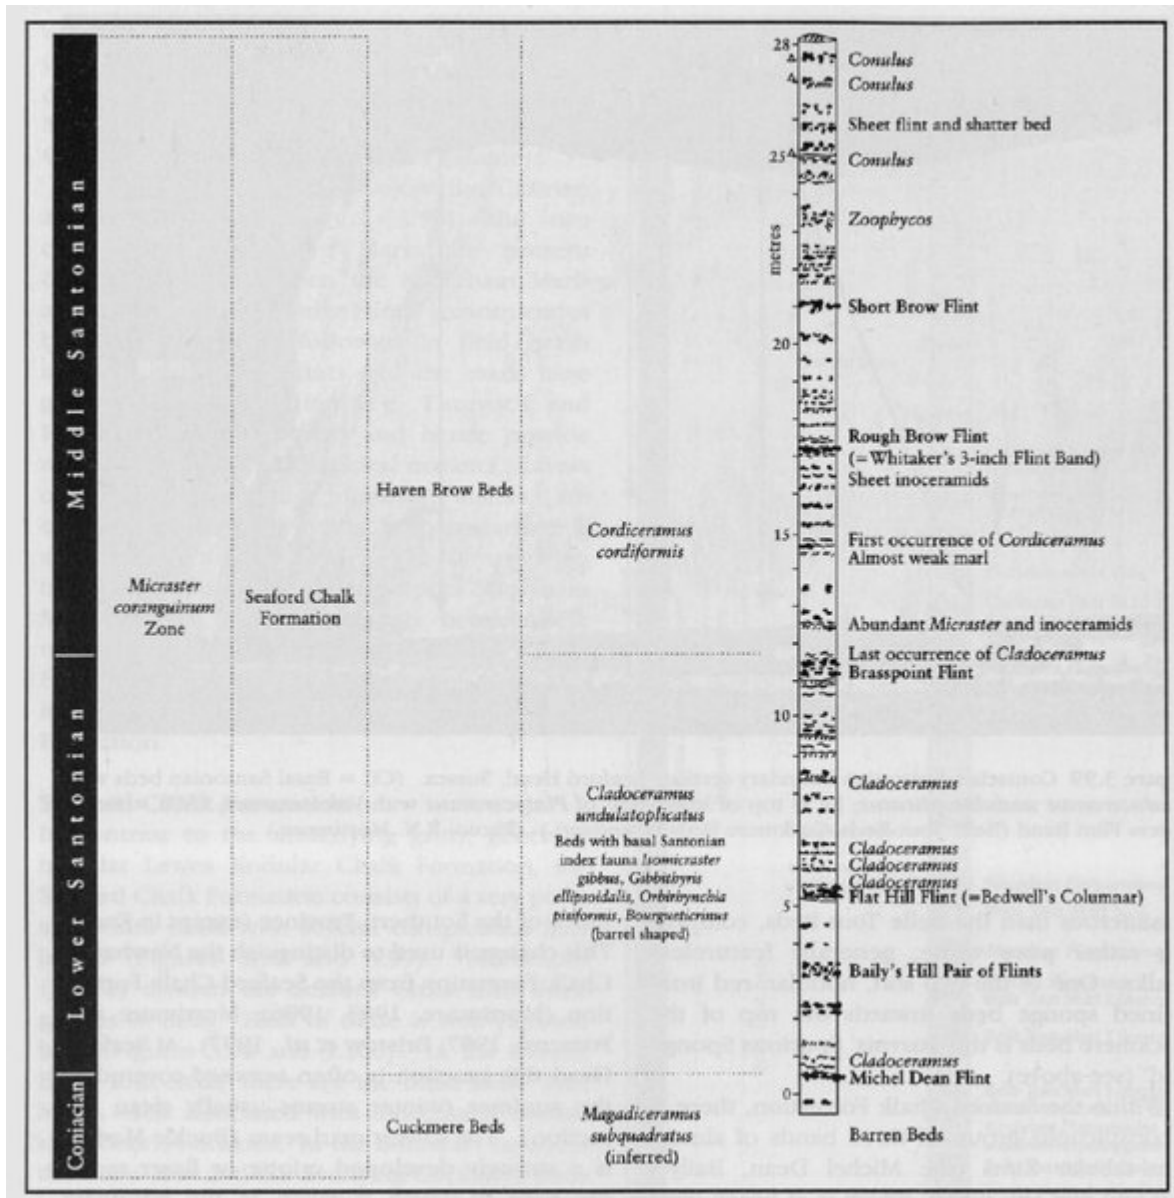 Middle Santonian
Lower Santonian
Coniacian
Micraster
coranguinum
Zone
Seaford Chalk
Formation
Haven Brow Beds
Cuckmere Beds
Cordiceramus
cordiformis
Cladoceramus
undulatoplicatus
Beds with basal Santonian
index fauna Isomicraster
gibbus, Gibbithyris
ellipsoidalis, Orbirhynchia
pisiformis, Bourgueticrinus
(barrel shaped)
Magadiceramus
subquadratus
(inferred)
metres
28
25
20
15
10
5
0
Conulus
Conulus
Sheet flint and shatter bed
Conulus
Zoophycos
Short Brow Flint
Rough Brow Flint
(=Whitaker's 3-inch Flint Band)
Sheet inoceramids
First occurrence of Cordiceramus
Almost weak marl
Abundant Micraster and inoceramids
Last occurrence of Cladoceramus
Brasspoint Flint
Cladoceramus
Cladoceramus
Cladoceramus
Cladoceramus
Flat Hill Flint (=Bedwell's Columnar)
Baily's Hill Pair of Flints
Cladoceramus
Michel Dean Flint
Barren Beds